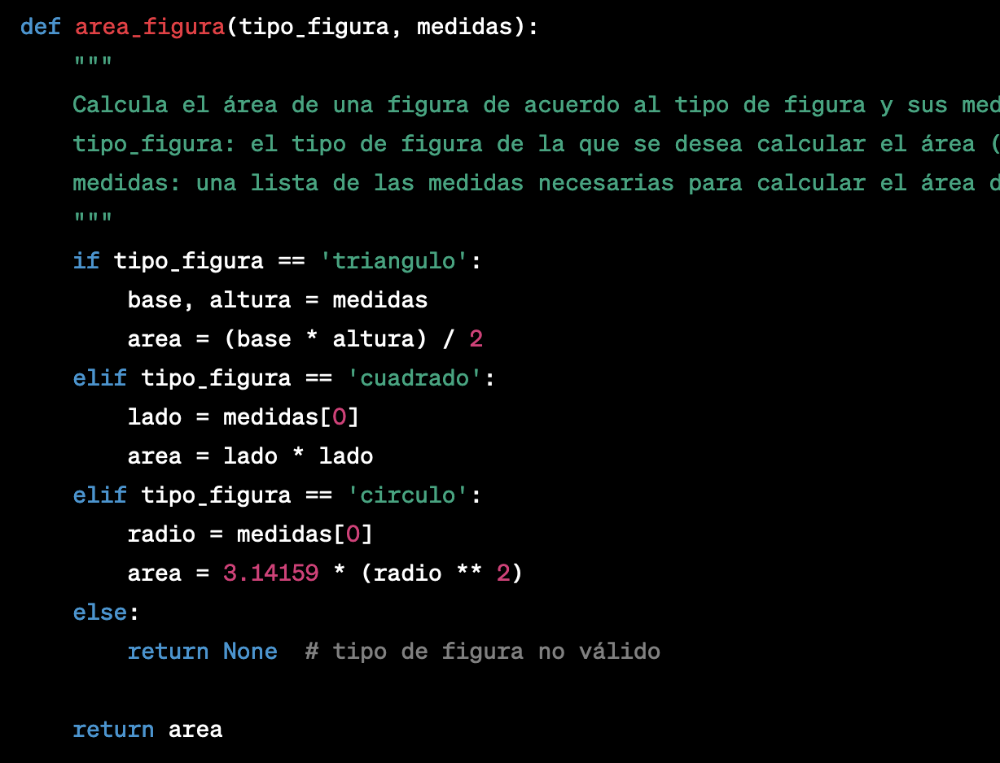 def area_figura(tipo_figura, medidas):
    """
    Calcula el área de una figura de acuerdo al tipo de figura y sus med
    tipo_figura: el tipo de figura de la que se desea calcular el área (
    medidas: una lista de las medidas necesarias para calcular el área d
    """
    if tipo_figura == 'triangulo':
        base, altura = medidas
        area = (base * altura) / 2
    elif tipo_figura == 'cuadrado':
        lado = medidas[0]
        area = lado * lado
    elif tipo_figura == 'circulo':
        radio = medidas[0]
        area = 3.14159 * (radio ** 2)
    else:
        return None  # tipo de figura no válido

    return area